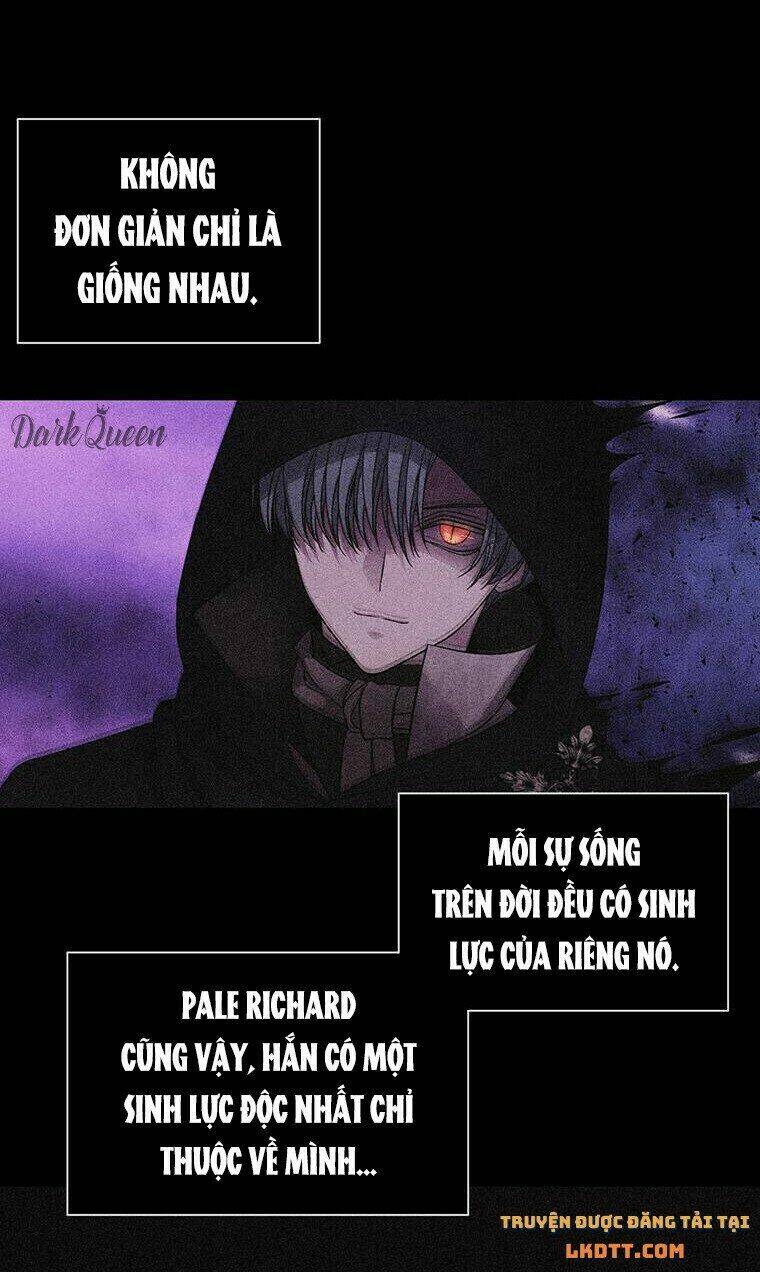 KHÔNG
ĐƠN GIẢN CHỈ LÀ
GIỐNG NHAU.
Dark Queen
MỖI SỰ SỐNG
TRÊN ĐỜI ĐỀU CÓ SINH
LỰC CỦA RIÊNG NÓ.
PALE RICHARD
CŨNG VẬY, HẮN CÓ MỘT
SINH LỰC ĐỘC NHẤT CHỈ
THUỘC VỀ MÌNH...
TRUYỆN ĐƯỢC ĐĂNG TẢI TẠI
LKDTT.COM